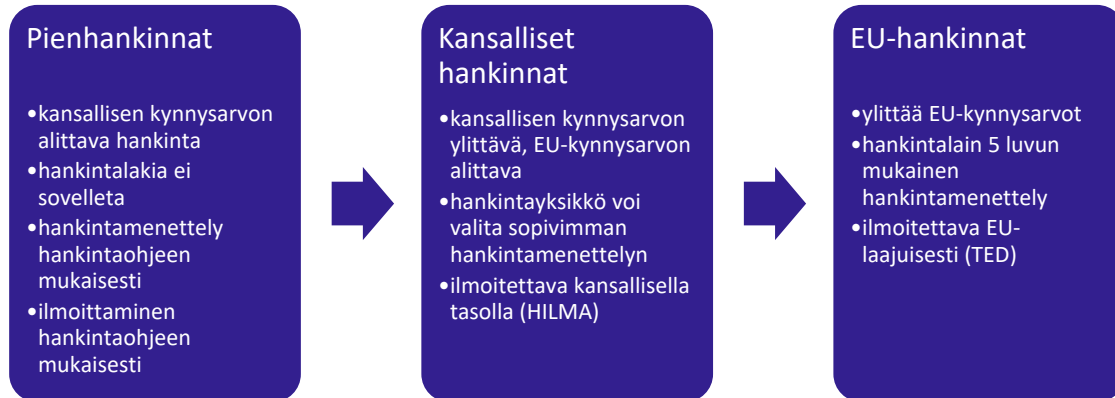 Pienhankinnat
•kansallisen kynnysarvon
alittava hankinta
•hankintalakia ei
sovelleta
•hankintamenettely
hankintaohjeen
mukaisesti
•ilmoittaminen
hankintaohjeen
mukaisesti
Kansalliset
hankinnat
•kansallisen kynnysarvon
ylittävä, EU-kynnysarvon
alittava
•hankintayksikkö voi
valita sopivimman
hankintamenettelyn
•ilmoitettava kansallisella
tasolla (HILMA)
EU-hankinnat
•ylittää EU-kynnysarvot
•hankintalain 5 luvun
mukainen
hankintamenettely
•ilmoitettava EU-
laajuisesti (TED)